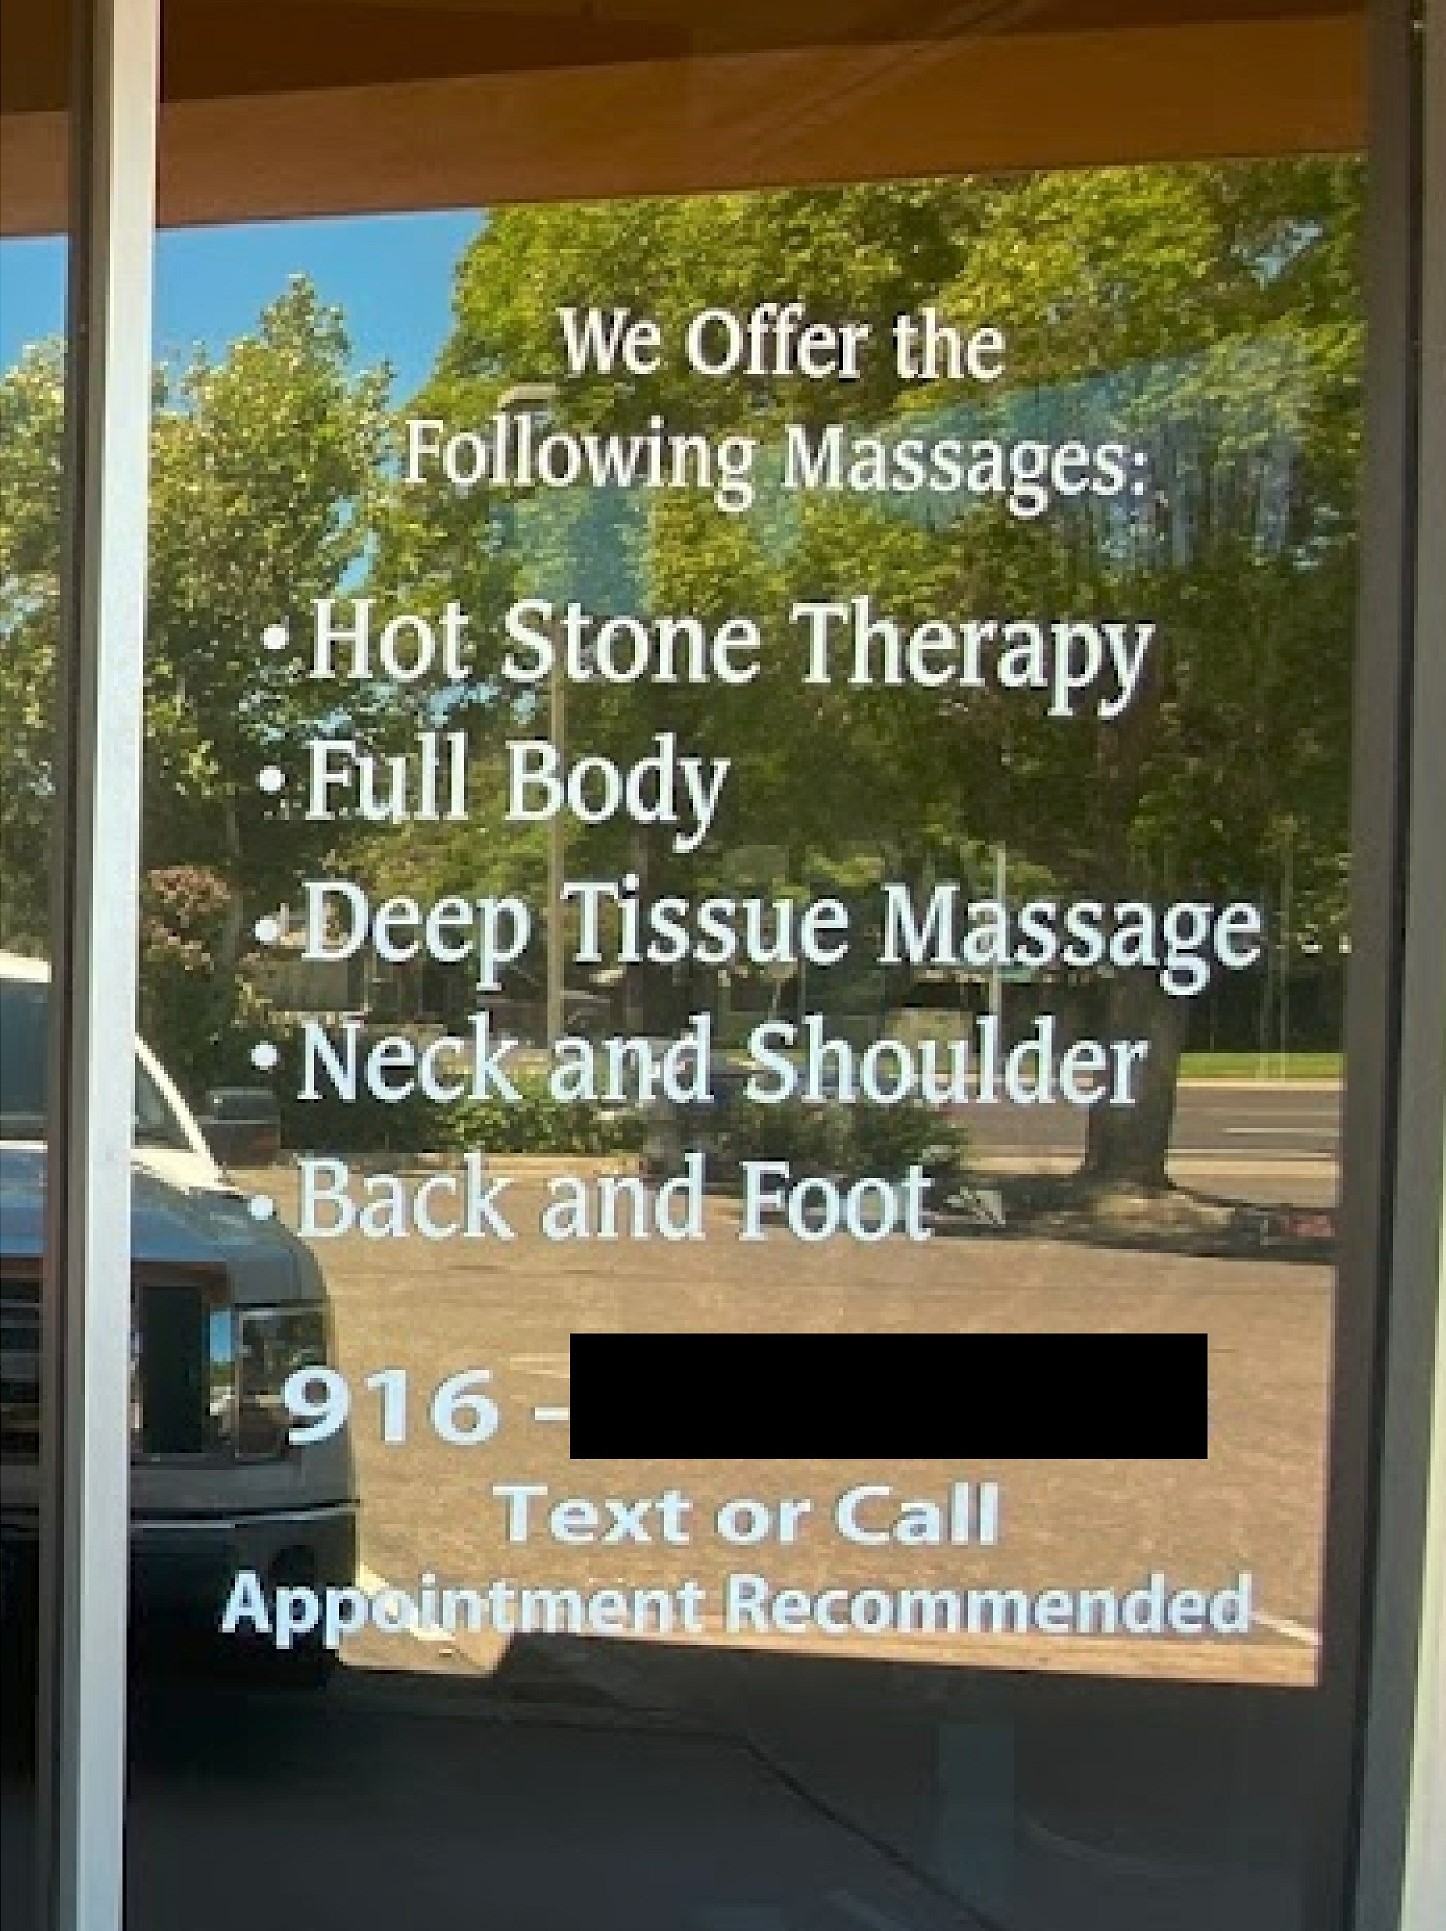 We Offer the
Following Massages:
• Hot Stone Therapy
• Full Body
• Deep Tissue Massage
• Neck and Shoulder
• Back and Foot
916 -
Text or Call
Appointment Recommended